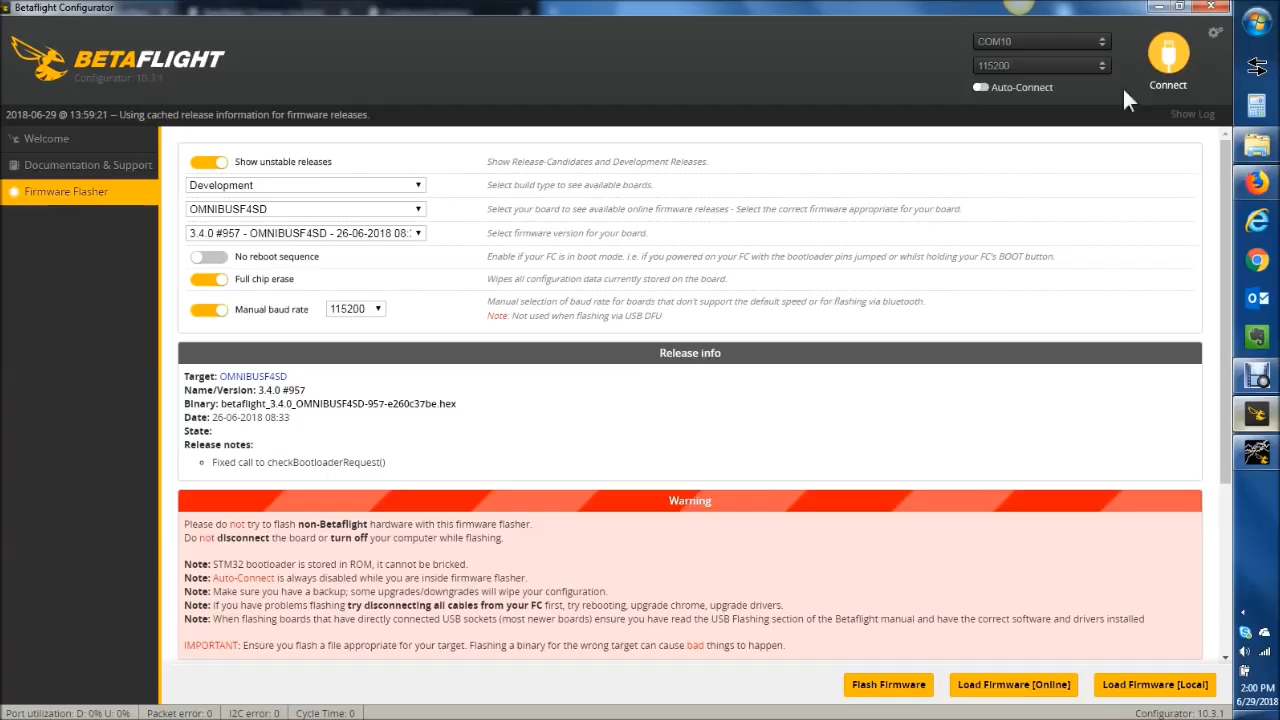 Betaflight Configurator
BETAFLIGHT
Configurator: 10.3.1
COM10
115200
Auto-Connect
Connect
2018-06-29 @ 13:59:21 -- Using cached release information for firmware releases.
Show Log
Welcome
Documentation & Support
Firmware Flasher
Show unstable releases
Show Release-Candidates and Development Releases.
Development
Select build type to see available boards.
OMNIBUSF4SD
Select your board to see available online firmware releases - Select the correct firmware appropriate for your board.
3.4.0 #957 - OMNIBUSF4SD - 26-06-2018 08:
Select firmware version for your board.
No reboot sequence
Enable if your FC is in boot mode. i.e. if you powered on your FC with the bootloader pins jumped or whilst holding your FC's BOOT button.
Full chip erase
Wipes all configuration data currently stored on the board.
Manual baud rate
115200
Manual selection of baud rate for boards that don't support the default speed or for flashing via bluetooth.
Note: Not used when flashing via USB DFU
Release info
Target: OMNIBUSF4SD
Name/Version: 3.4.0 #957
Binary: betaflight_3.4.0_OMNIBUSF4SD-957-e260c37be.hex
Date: 26-06-2018 08:33
State:
Release notes:
Fixed call to checkBootloaderRequest()
Warning
Please do not try to flash non-Betaflight hardware with this firmware flasher.
Do not disconnect the board or turn off your computer while flashing.
Note: STM32 bootloader is stored in ROM, it cannot be bricked.
Note: Auto-Connect is always disabled while you are inside firmware flasher.
Note: Make sure you have a backup; some upgrades/downgrades will wipe your configuration.
Note: If you have problems flashing try disconnecting all cables from your FC first, try rebooting, upgrade chrome, upgrade drivers.
Note: When flashing boards that have directly connected USB sockets (most newer boards) ensure you have read the USB Flashing section of the Betaflight manual and have the correct software and drivers installed
IMPORTANT: Ensure you flash a file appropriate for your target. Flashing a binary for the wrong target can cause bad things to happen.
Flash Firmware
Load Firmware [Online]
Load Firmware [Local]
2:00 PM
6/29/2018
Port utilization: D: 0% U: 0%
Packet error: 0
I2C error: 0
Cycle Time: 0
Configurator: 10.3.1